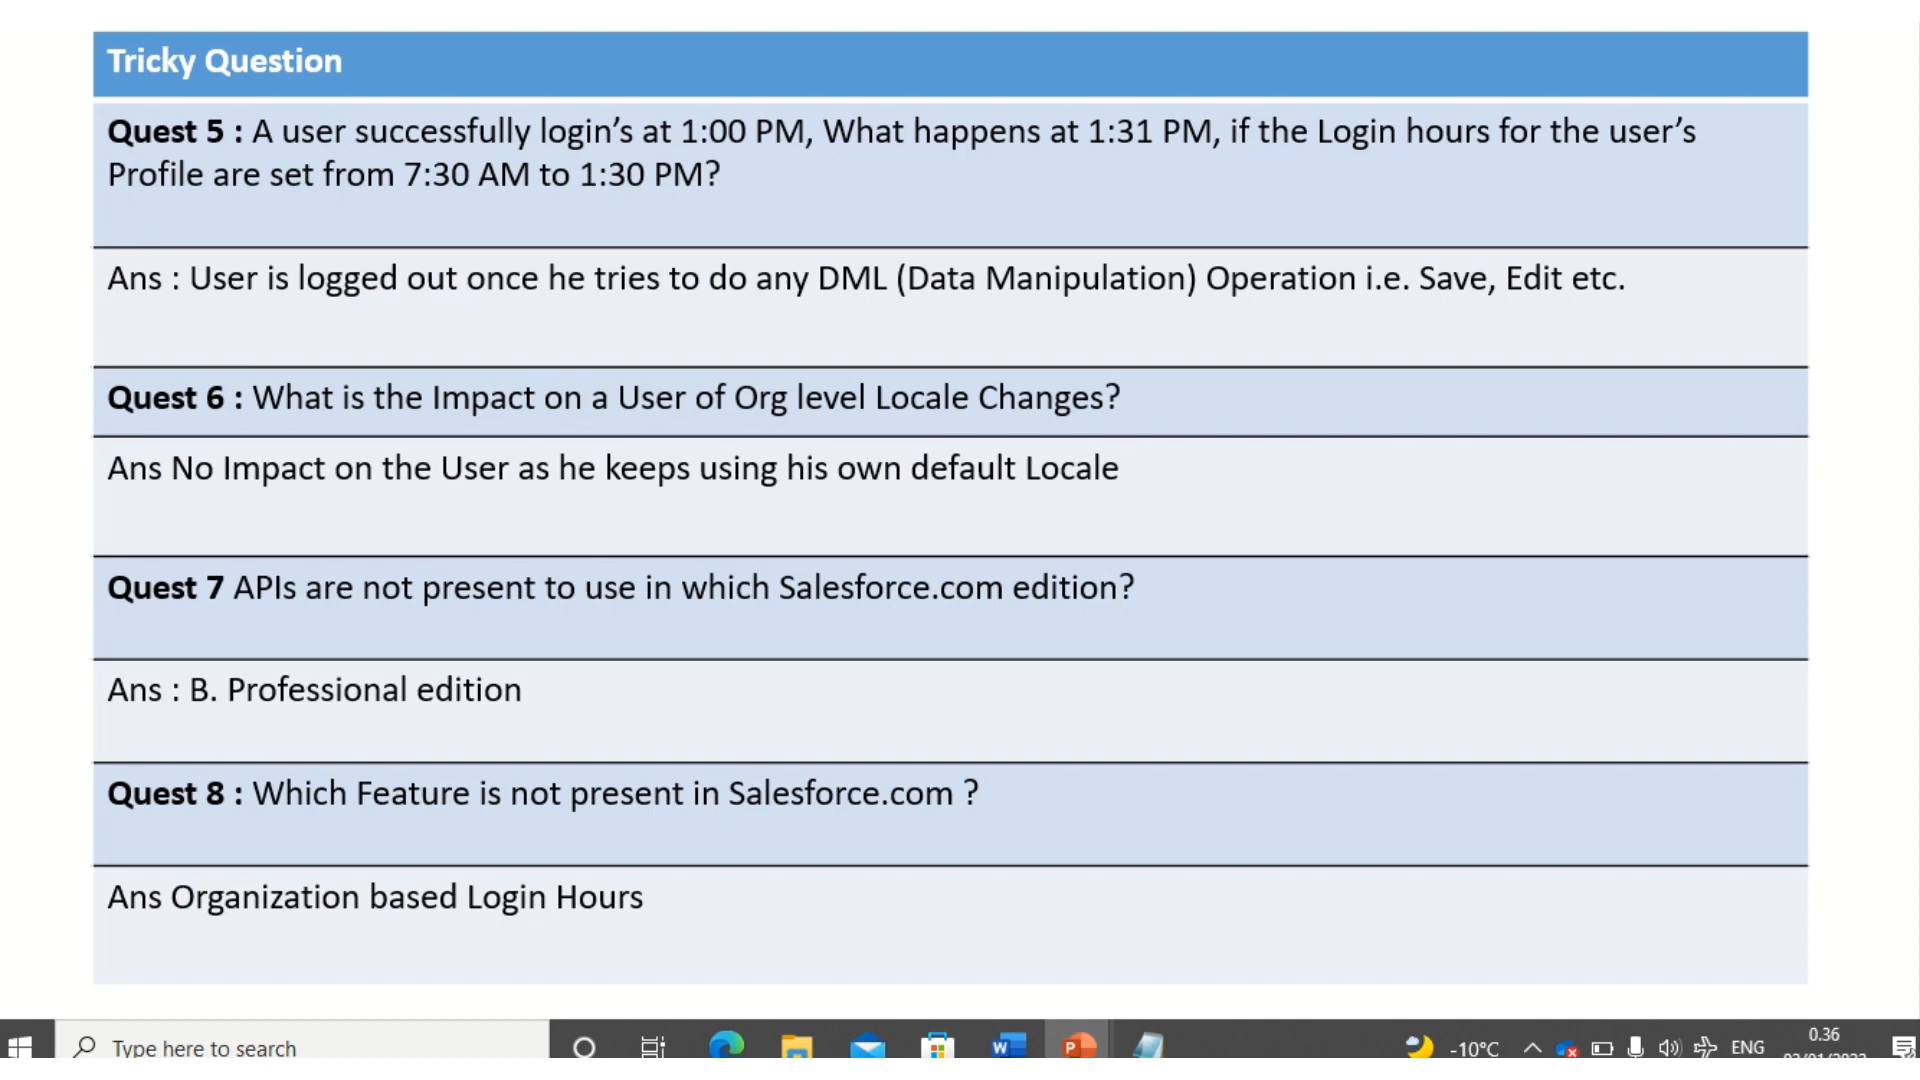 Tricky Question
Quest 5 : A user successfully login’s at 1:00 PM, What happens at 1:31 PM, if the Login hours for the user’s
Profile are set from 7:30 AM to 1:30 PM?
Ans : User is logged out once he tries to do any DML (Data Manipulation) Operation i.e. Save, Edit etc.
Quest 6 : What is the Impact on a User of Org level Locale Changes?
Ans No Impact on the User as he keeps using his own default Locale
Quest 7 APIs are not present to use in which Salesforce.com edition?
Ans : B. Professional edition
Quest 8 : Which Feature is not present in Salesforce.com ?
Ans Organization based Login Hours
Type here to search
W
P
-10°C
ENG
0.36